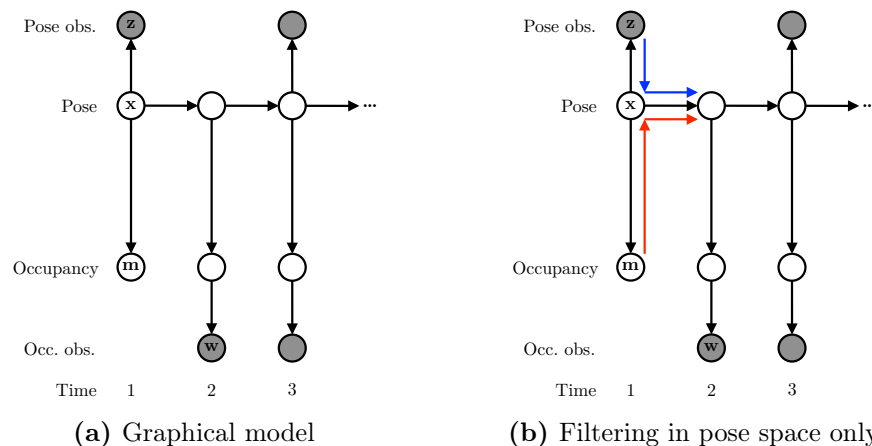 Pose obs. z
Pose x ...
Occupancy m
Occ. obs. w
Time 1 2 3
(a) Graphical model
Pose obs. z
Pose x ..
Occupancy m
Occ. obs. w
Time 1 2 3
(b) Filtering in pose space only